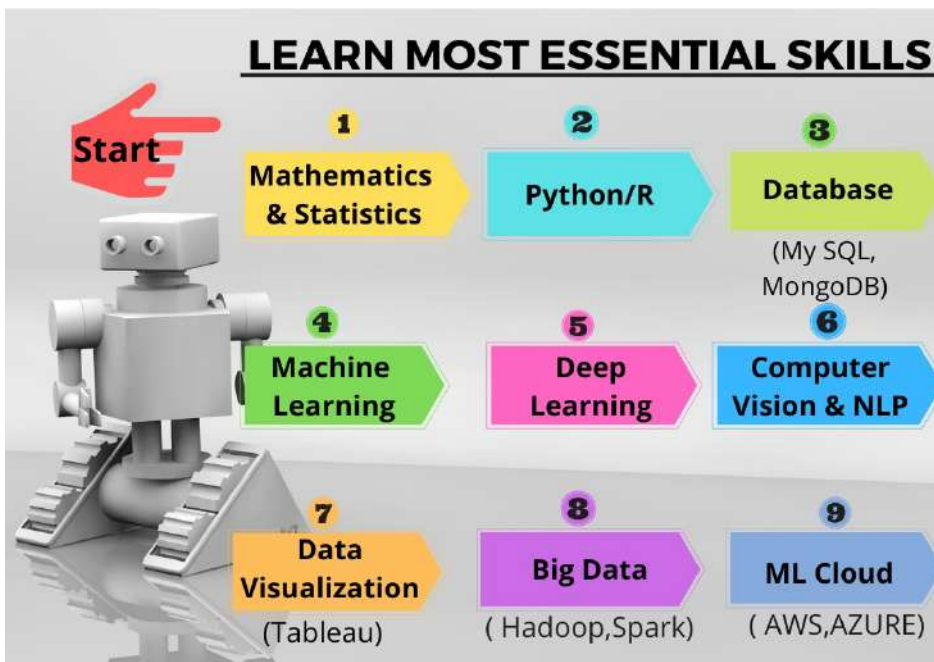 LEARN MOST ESSENTIAL SKILLS
Start
1
Mathematics
& Statistics
2
Python/R
3
Database
(My SQL,
MongoDB)
4
Machine
Learning
5
Deep
Learning
6
Computer
Vision & NLP
7
Data
Visualization
(Tableau)
8
Big Data
( Hadoop,Spark)
9
ML Cloud
( AWS,AZURE)